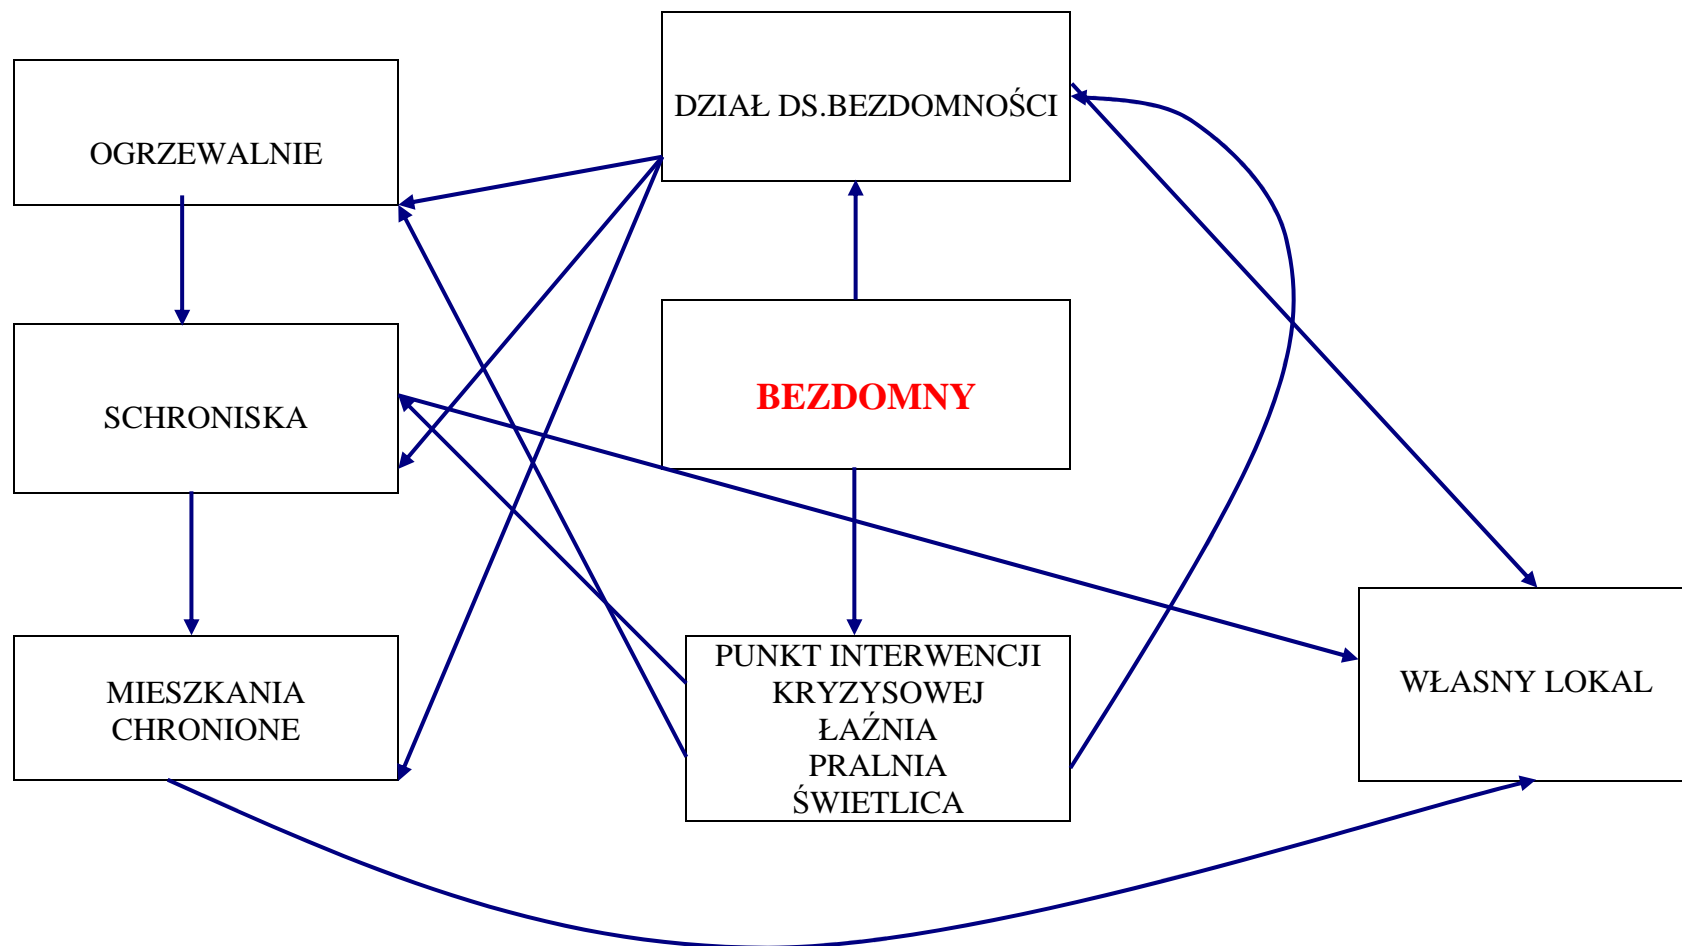 DZIAŁ DS.BEZDOMNOŚCI
OGRZEWALNIE
BEZDOMNY
SCHRONISKA
PUNKT INTERWENCJI
KRYZYSOWEJ
ŁAŹNIA
PRALNIA
ŚWIETLICA
MIESZKANIA
CHRONIONE
WŁASNY LOKAL